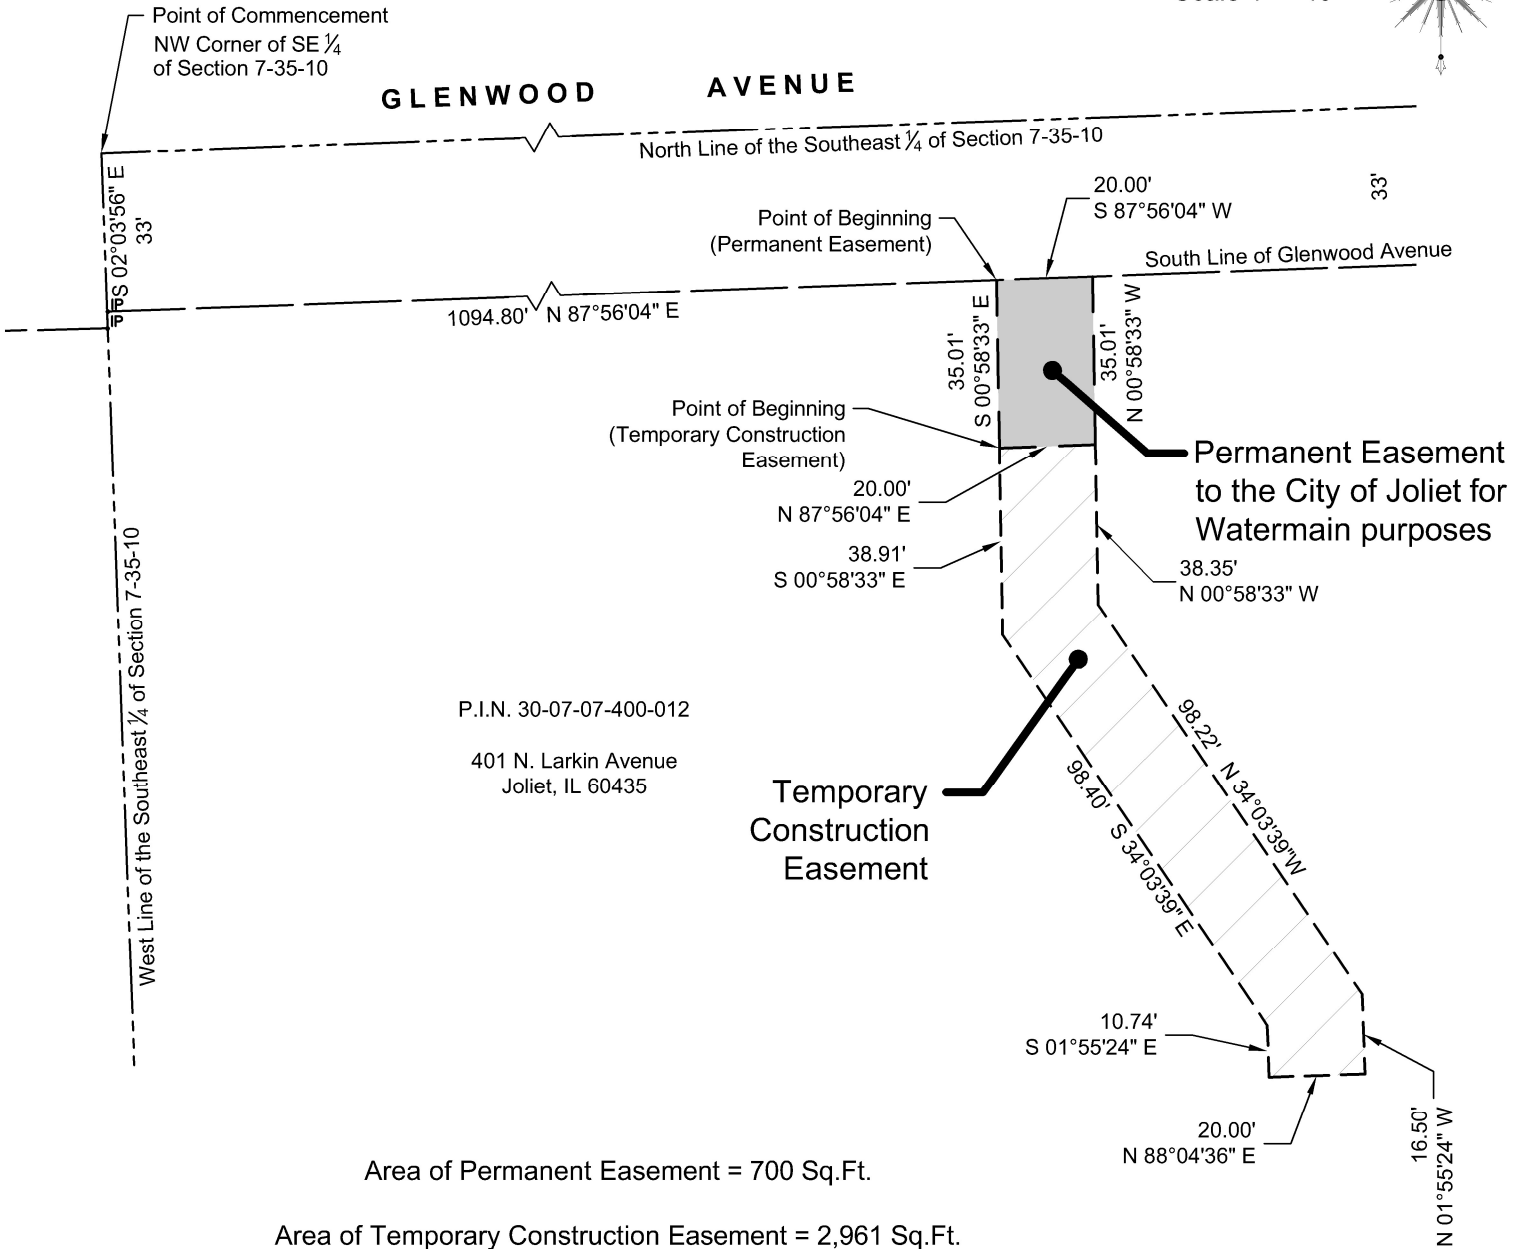 Point of Commencement
NW Corner of SE ¼
of Section 7-35-10
GLENWOOD AVENUE
North Line of the Southeast ¼ of Section 7-35-10
S 02°03'56" E
33'
20.00'
S 87°56'04" W
33'
Point of Beginning
(Permanent Easement)
South Line of Glenwood Avenue
1094.80' N 87°56'04" E
35.01'
S 00°58'33" E
35.01'
N 00°58'33" W
Point of Beginning
(Temporary Construction
Easement)
Permanent Easement
to the City of Joliet for
Watermain purposes
20.00'
N 87°56'04" E
38.91'
S 00°58'33" E
38.35'
N 00°58'33" W
West Line of the Southeast ¼ of Section 7-35-10
P.I.N. 30-07-07-400-012
401 N. Larkin Avenue
Joliet, IL 60435
Temporary
Construction
Easement
98.22' N 34°03'39"W
98.40' S 34°03'39" E
10.74'
S 01°55'24" E
20.00'
N 88°04'36" E
16.50'
N 01°55'24" W
Area of Permanent Easement = 700 Sq.Ft.
Area of Temporary Construction Easement = 2,961 Sq.Ft.